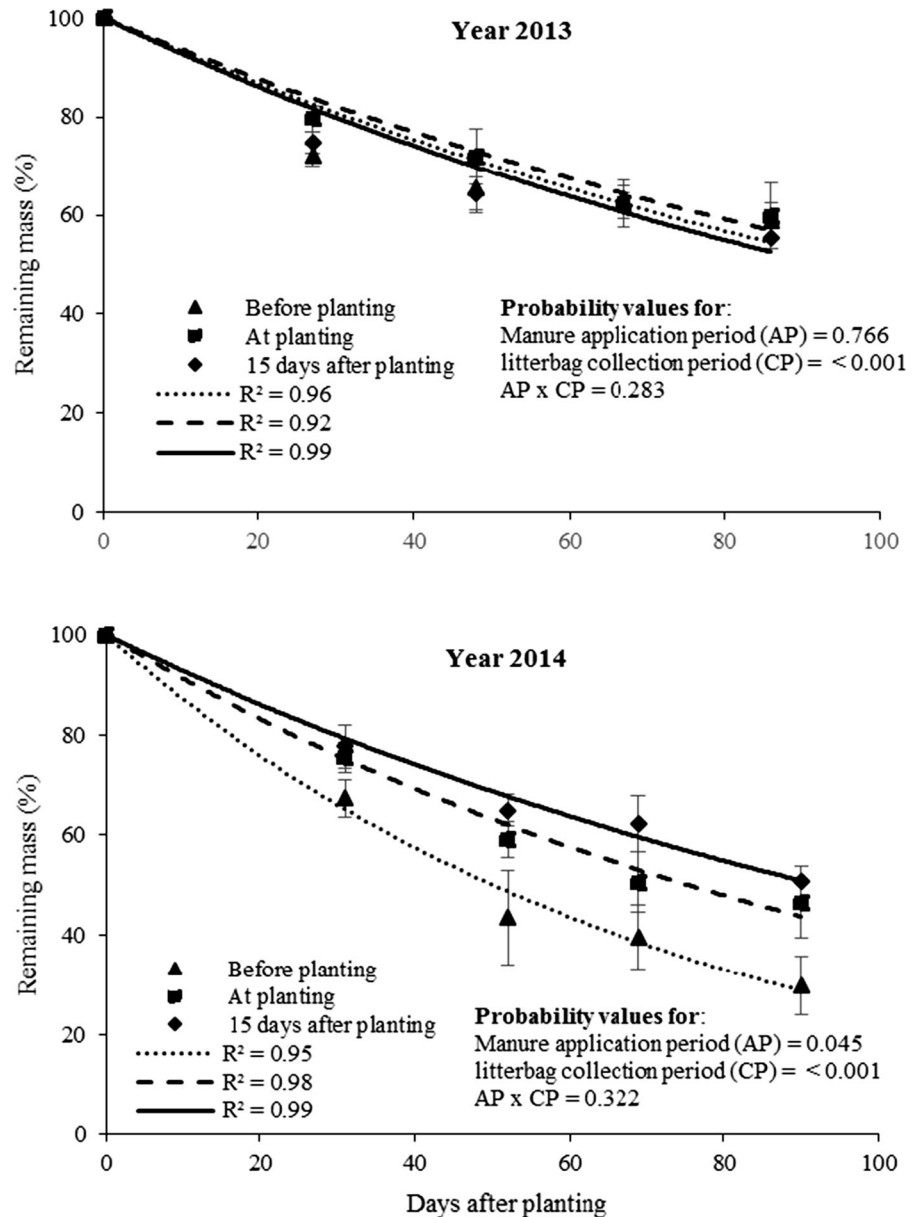 Year 2013
Remaining mass (%)
100
80
60
40
20
0
Before planting
At planting
15 days after planting
R² = 0.96
R² = 0.92
R² = 0.99
Probability values for:
Manure application period (AP) = 0.766
litterbag collection period (CP) = <0.001
AP x CP = 0.283
0 20 40 60 80 100
Year 2014
Remaining mass (%)
100
80
60
40
20
0
Before planting
At planting
15 days after planting
R² = 0.95
R² = 0.98
R² = 0.99
Probability values for:
Manure application period (AP) = 0.045
litterbag collection period (CP) = <0.001
AP x CP = 0.322
0 20 40 60 80 100
Days after planting